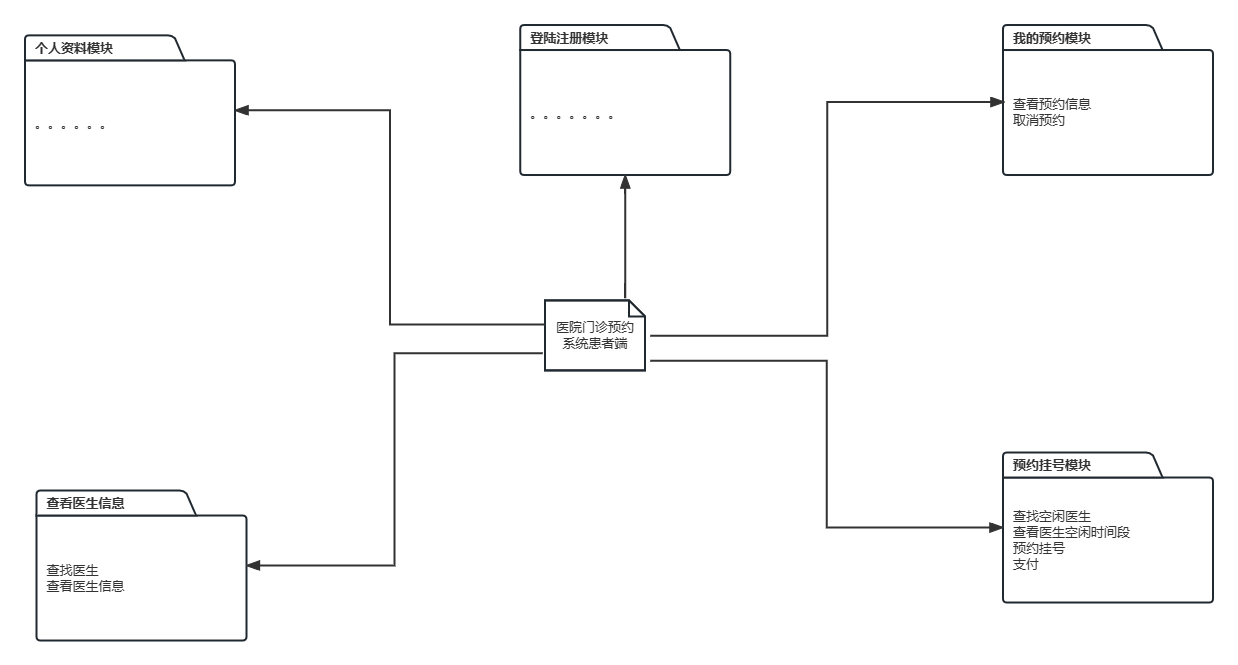 个人资料模块
。。。。。。
登陆注册模块
。。。。。。。
我的预约模块
查看预约信息
取消预约
医院门诊预约
系统患者端
查看医生信息
查找医生
查看医生信息
预约挂号模块
查找空闲医生
查看医生空闲时间段
预约挂号
支付